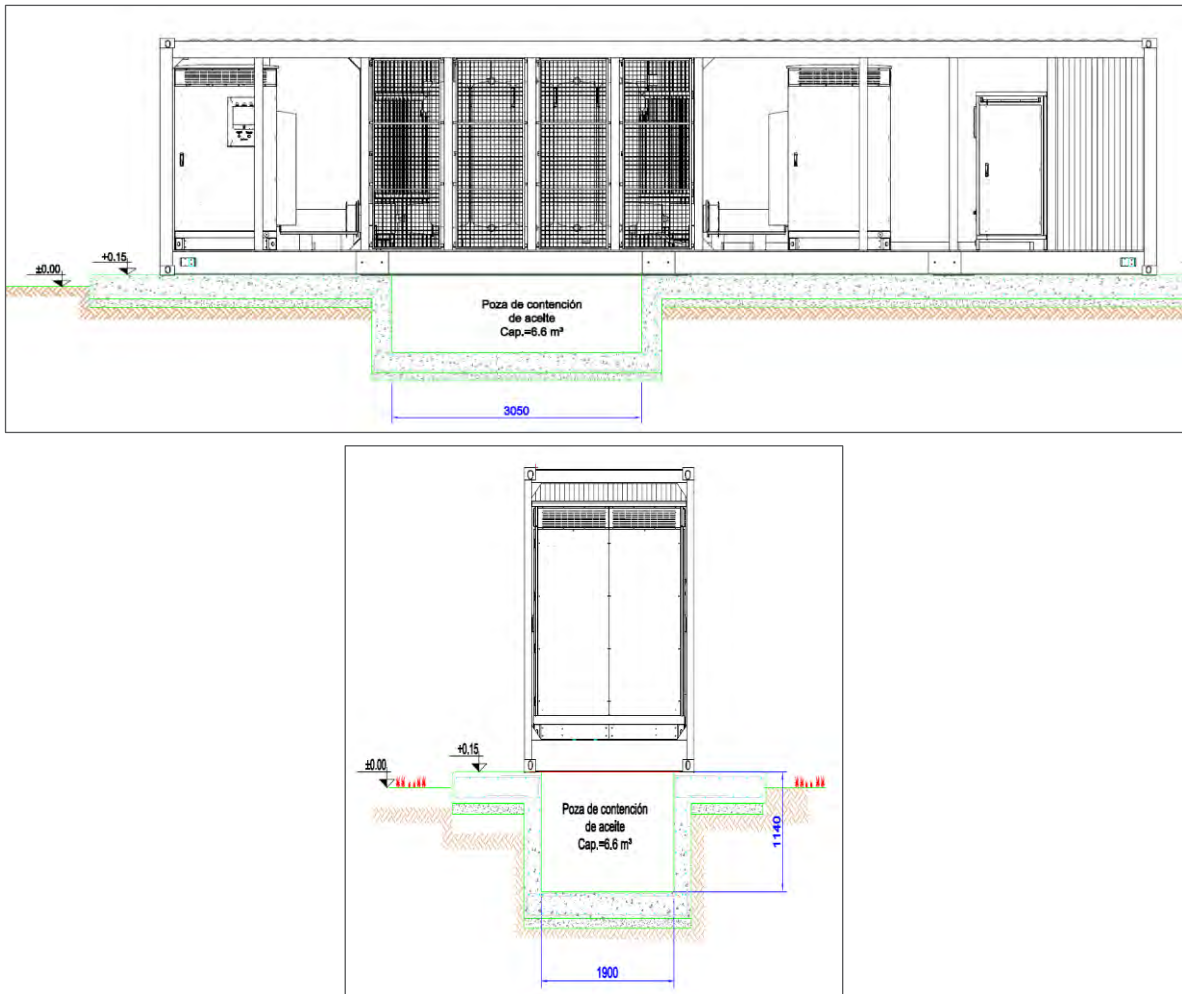 ±0.00
+0.15
Poza de contención
de aceite
Cap.=6.6 m³
3050
+0.15
±0.00
Poza de contención
de aceite
Cap.=6.6 m³
1140
1900